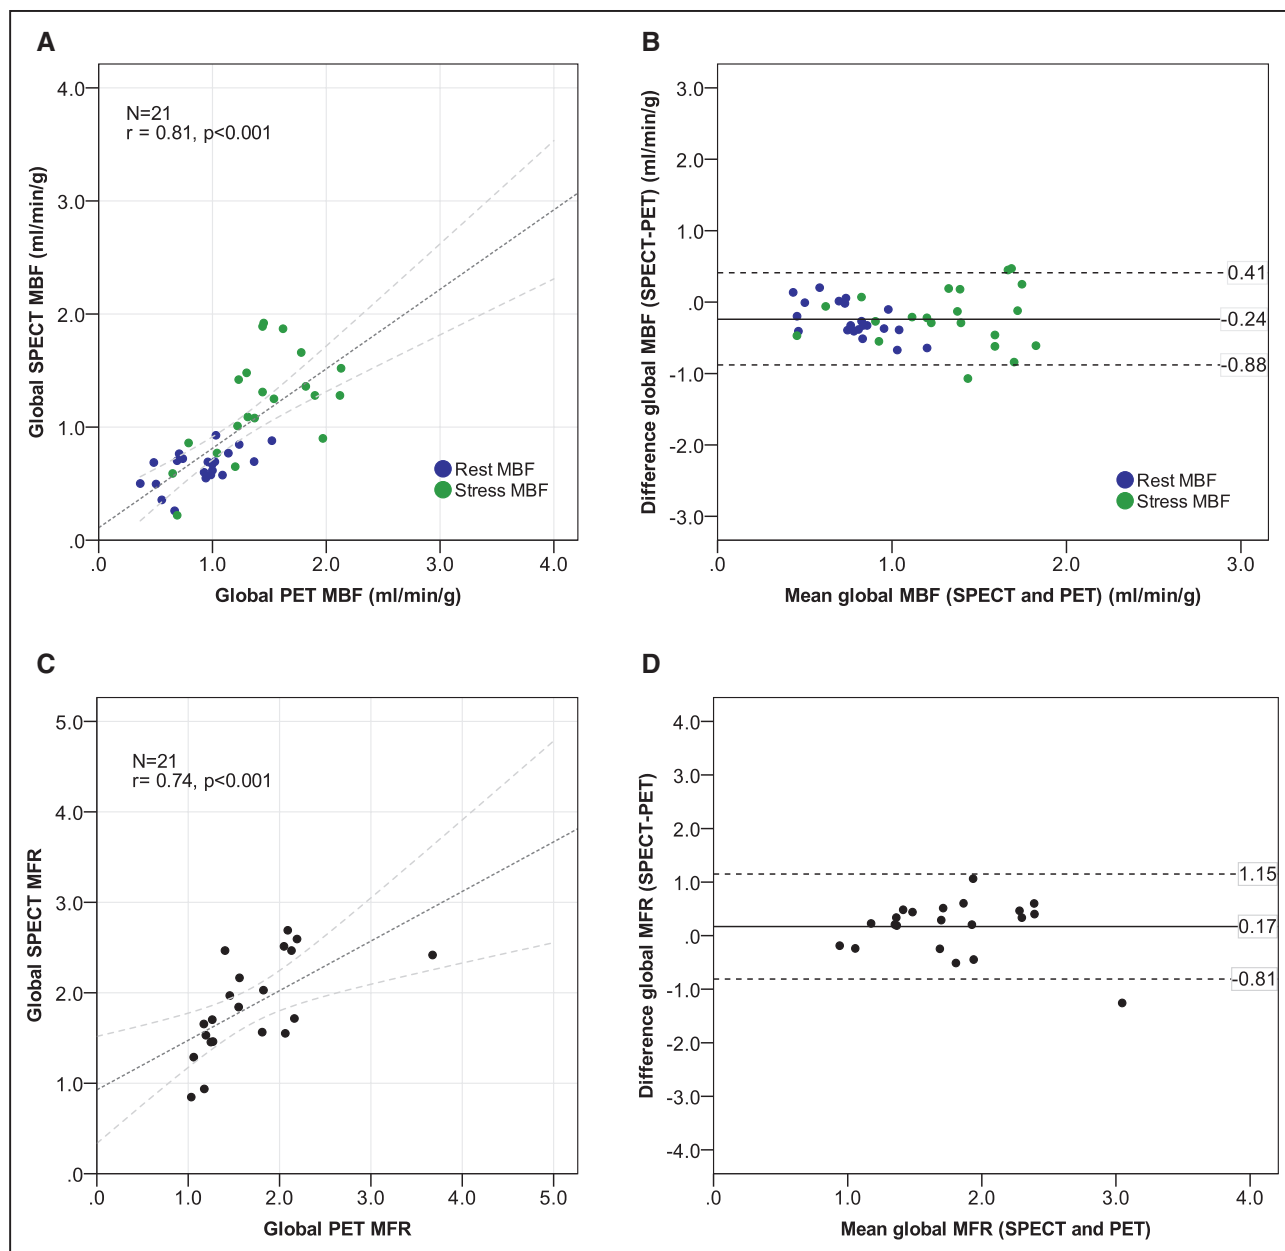 A
Global SPECT MBF (ml/min/g)
4.0
3.0
2.0
1.0
.0
N=21
r = 0.81, p<0.001
Rest MBF
Stress MBF
.0 1.0 2.0 3.0 4.0
Global PET MBF (ml/min/g)
B
Difference global MBF (SPECT-PET) (ml/min/g)
3.0
2.0
1.0
.0
-1.0
-2.0
-3.0
0.41
-0.24
-0.88
Rest MBF
Stress MBF
.0 1.0 2.0 3.0
Mean global MBF (SPECT and PET) (ml/min/g)
C
Global SPECT MFR
5.0
4.0
3.0
2.0
1.0
.0
N=21
r= 0.74, p<0.001
.0 1.0 2.0 3.0 4.0 5.0
Global PET MFR
D
Difference global MFR (SPECT-PET)
4.0
3.0
2.0
1.0
.0
-1.0
-2.0
-3.0
-4.0
1.15
0.17
-0.81
.0 1.0 2.0 3.0 4.0
Mean global MFR (SPECT and PET)